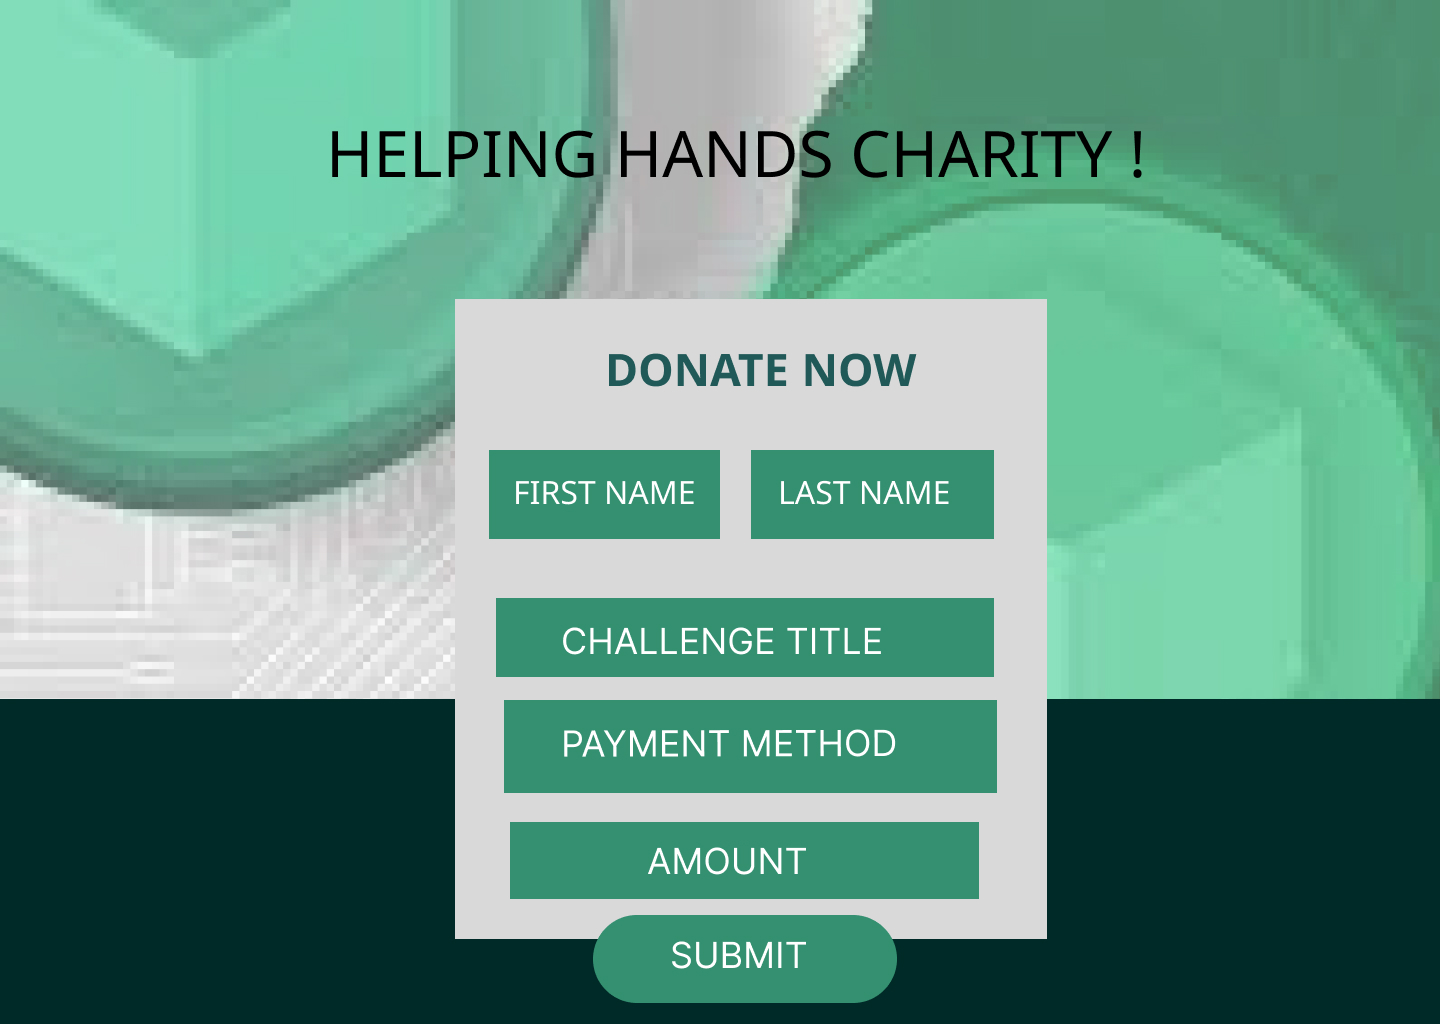 HELPING HANDS CHARITY !
DONATE NOW
FIRST NAME
LAST NAME
CHALLENGE TITLE
PAYMENT METHOD
AMOUNT
SUBMIT